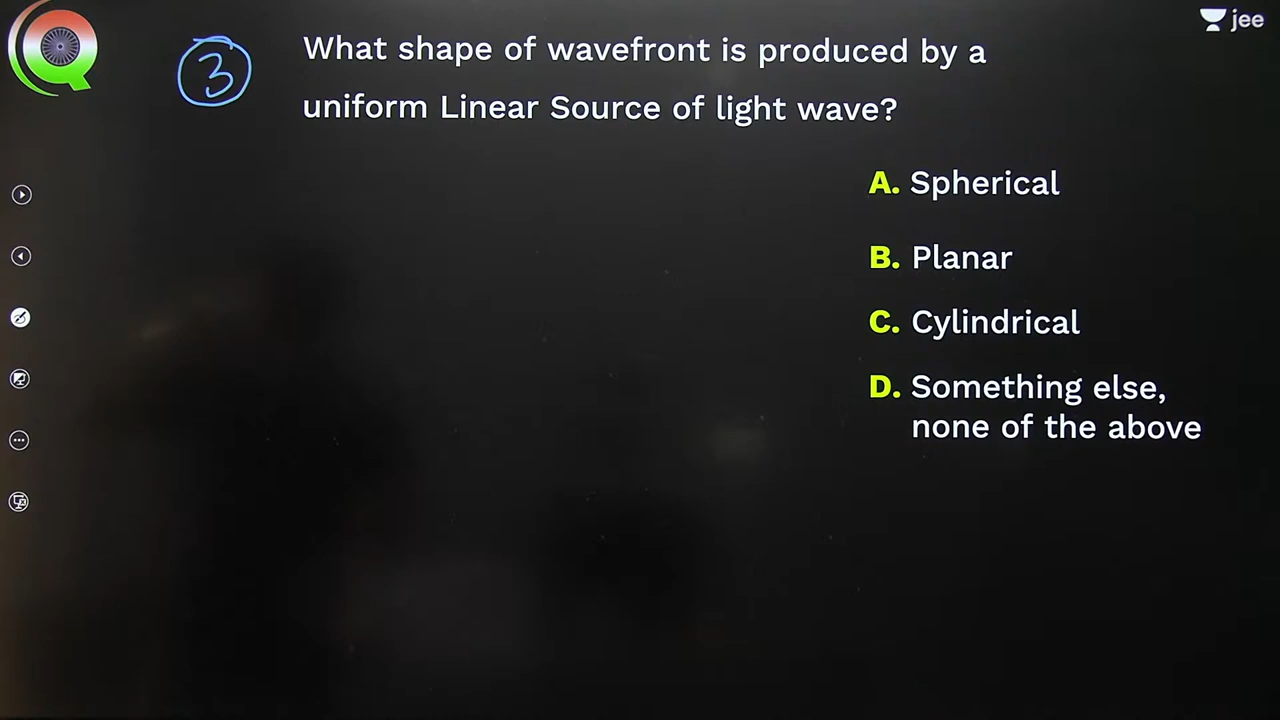 jee
3
What shape of wavefront is produced by a
uniform Linear Source of light wave?
A. Spherical
B. Planar
C. Cylindrical
D. Something else,
none of the above